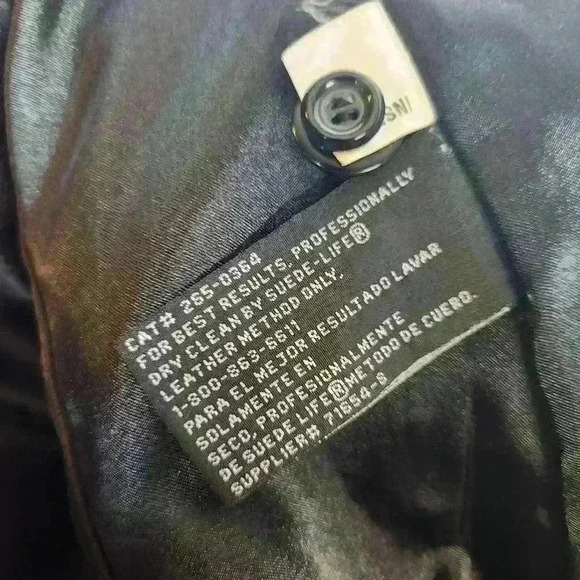 CAT# 265-0364
FOR BEST RESULTS, PROFESSIONALLY
DRY CLEAN BY SUEDE-LIFE®
LEATHER METHOD ONLY.
1-800-863-6611
PARA EL MEJOR RESULTADO LAVAR
SOLAMENTE EN
SECO, PROFESIONALMENTE
DE SUEDE LIFE® METODO DE CUERO.
SUPPLIER# 71654-8